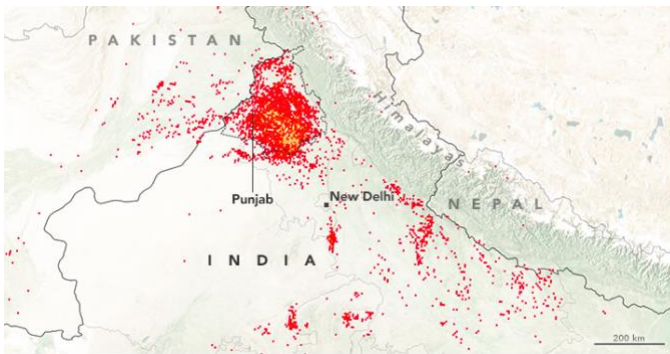 PAKISTAN
Himalayas
Punjab
New Delhi
NEPAL
INDIA
200 km